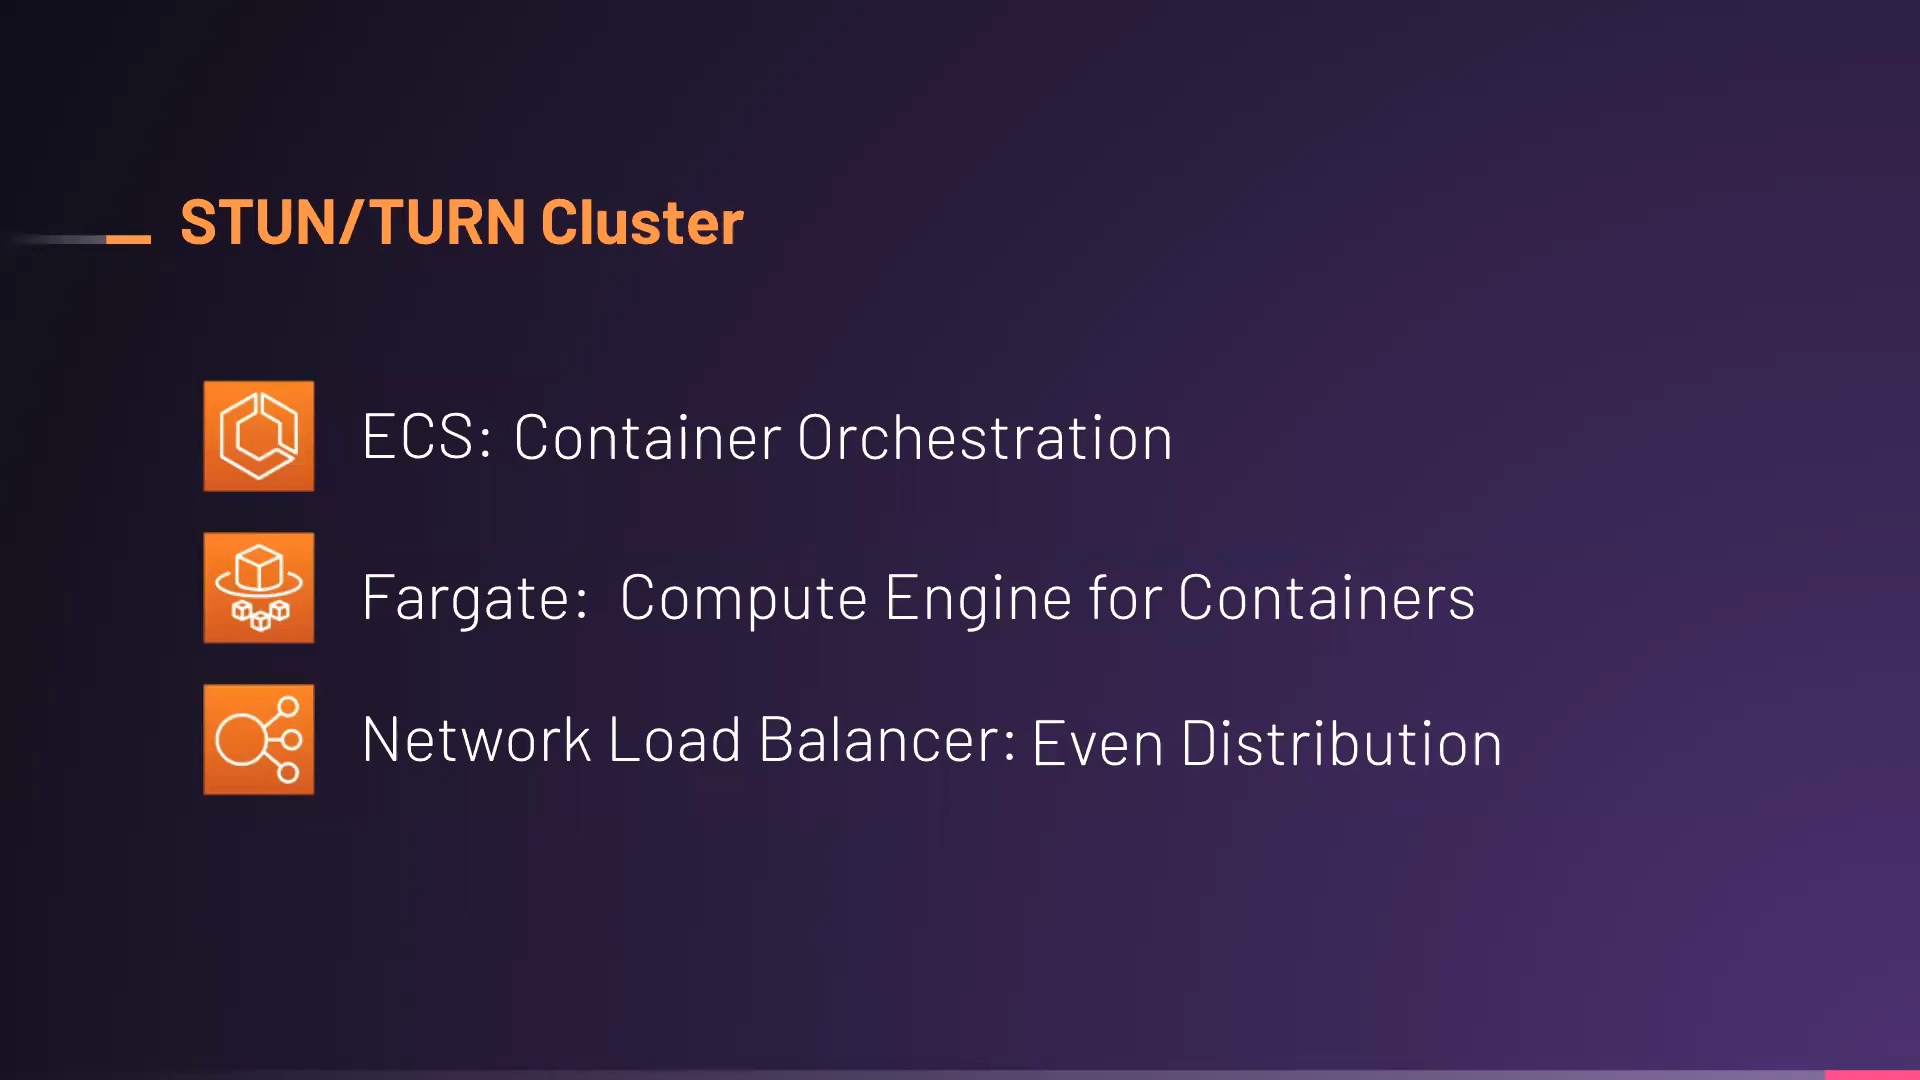 STUN/TURN Cluster
ECS: Container Orchestration
Fargate: Compute Engine for Containers
Network Load Balancer: Even Distribution